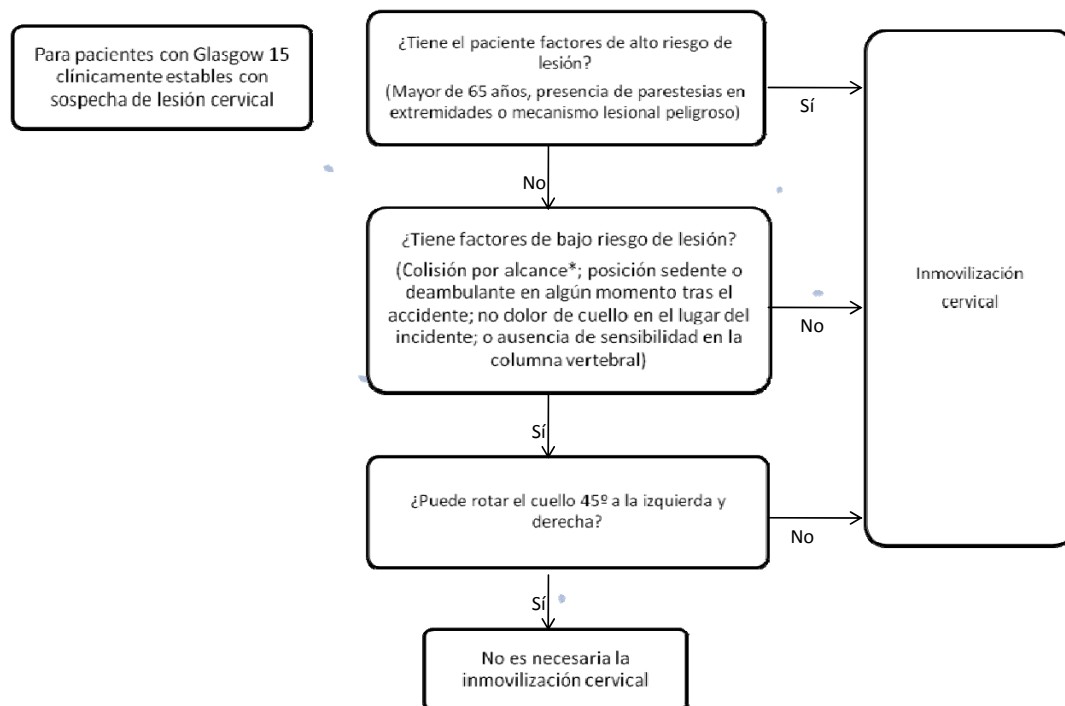 Para pacientes con Glasgow 15
clínicamente estables con
sospecha de lesión cervical
¿Tiene el paciente factores de alto riesgo de
lesión?
(Mayor de 65 años, presencia de parestesias en
extremidades o mecanismo lesional peligroso)
Sí
No
¿Tiene factores de bajo riesgo de lesión?
(Colisión por alcance*; posición sedente o
deambulante en algún momento tras el
accidente; no dolor de cuello en el lugar del
incidente; o ausencia de sensibilidad en la
columna vertebral)
No
Inmovilización
cervical
Sí
¿Puede rotar el cuello 45º a la izquierda y
derecha?
No
Sí
No es necesaria la
inmovilización cervical